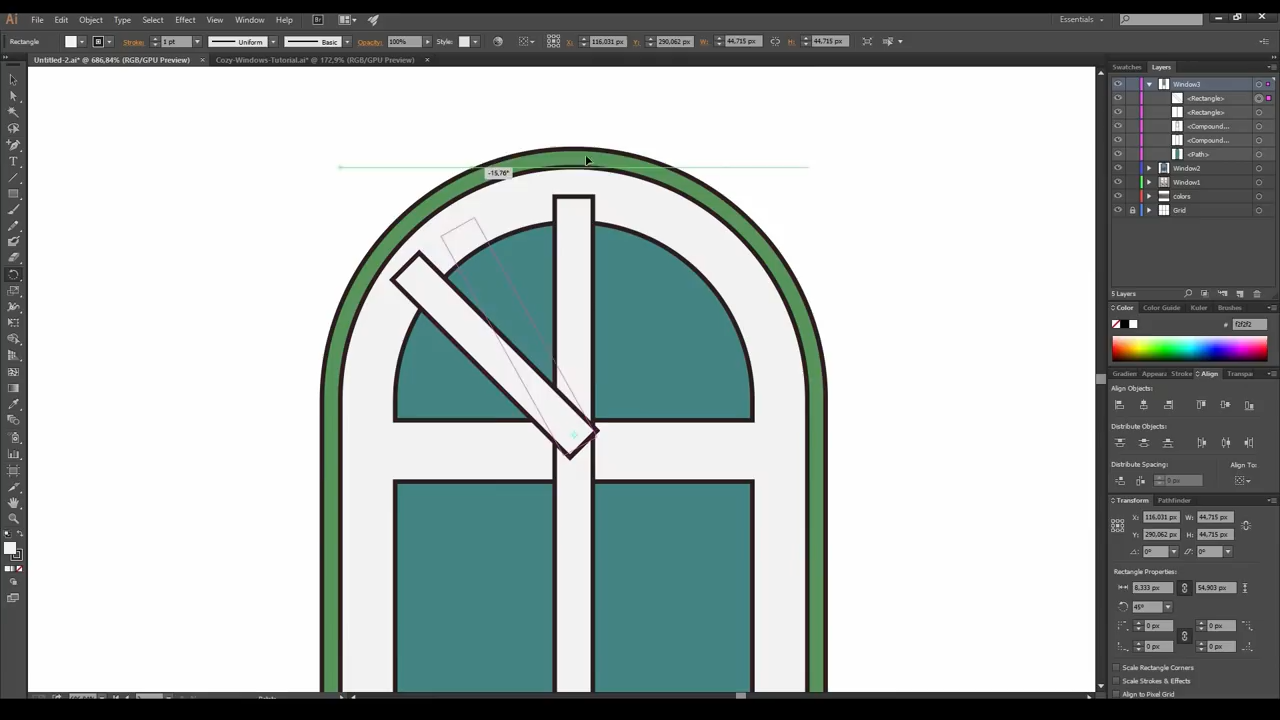 Ai File Edit Object Type Select Effect View Window Help Br Essentials
Rectangle Stroke: 1 pt Uniform Basic Opacity: 100% Style: X: 116,031 px Y: 290,062 px W: 44,715 px H: 44,715 px
Untitled-2.ai* @ 686,84% (RGB/GPU Preview) × Cozy-Windows-Tutorial.ai* @ 172,9% (RGB/GPU Preview) ×
Swatches Layers
Window3
<Rectangle>
<Rectangle>
<Compound...
<Compound...
<Path>
Window2
Window1
colors
Grid
-15,76°
5 Layers
Color Color Guide Kuler Brushes
# f2f2f2
Gradien Appears Stroke Align Transpa
Align Objects:
Distribute Objects:
Distribute Spacing: Align To:
0 px
Transform Pathfinder
X: 116,031 px W: 44,715 px
Y: 290,062 px H: 44,715 px
0° 0°
Rectangle Properties:
8,333 px 54,903 px
45°
0 px 0 px
0 px 0 px
Scale Rectangle Corners
Scale Strokes & Effects
Align to Pixel Grid